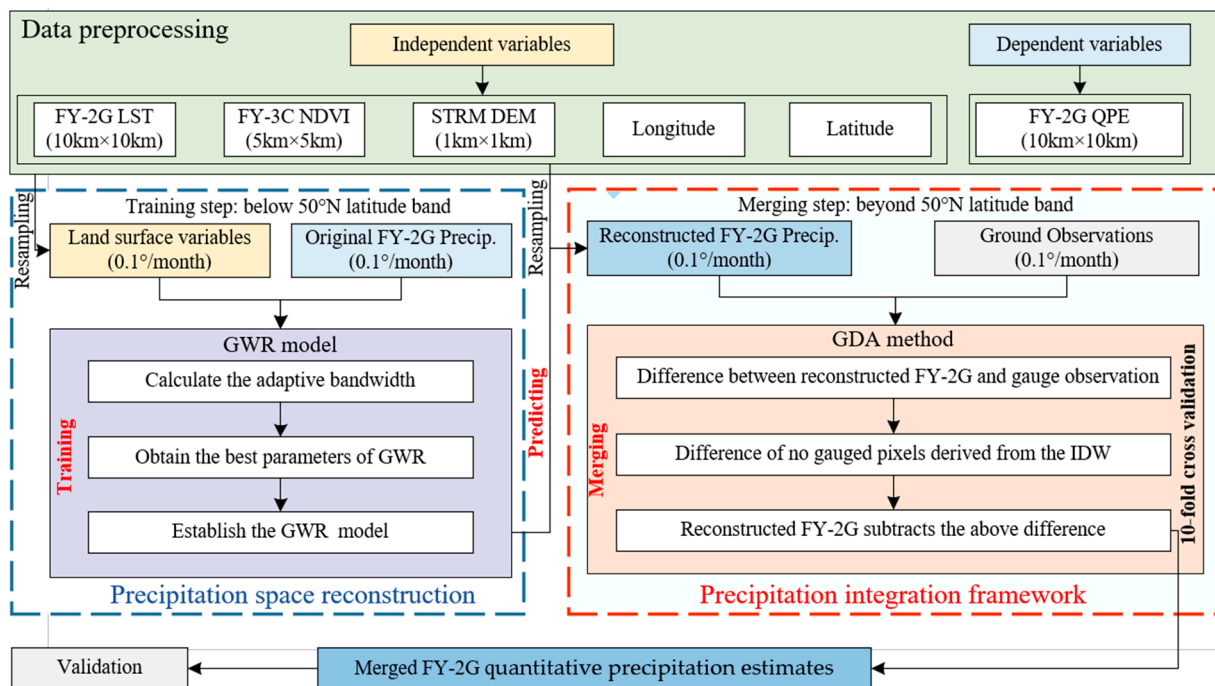 Data preprocessing
Independent variables
Dependent variables
FY-2G LST
(10km×10km)
FY-3C NDVI
(5km×5km)
STRM DEM
(1km×1km)
Longitude
Latitude
FY-2G QPE
(10km×10km)
Resampling
Training step: below 50°N latitude band
Land surface variables
(0.1°/month)
Original FY-2G Precip.
(0.1°/month)
GWR model
Calculate the adaptive bandwidth
Obtain the best parameters of GWR
Establish the GWR model
Training
Precipitation space reconstruction
Resampling
Predicting
Merging step: beyond 50°N latitude band
Reconstructed FY-2G Precip.
(0.1°/month)
Ground Observations
(0.1°/month)
GDA method
Difference between reconstructed FY-2G and gauge observation
Difference of no gauged pixels derived from the IDW
Reconstructed FY-2G subtracts the above difference
Merging
10-fold cross validation
Precipitation integration framework
Validation
Merged FY-2G quantitative precipitation estimates